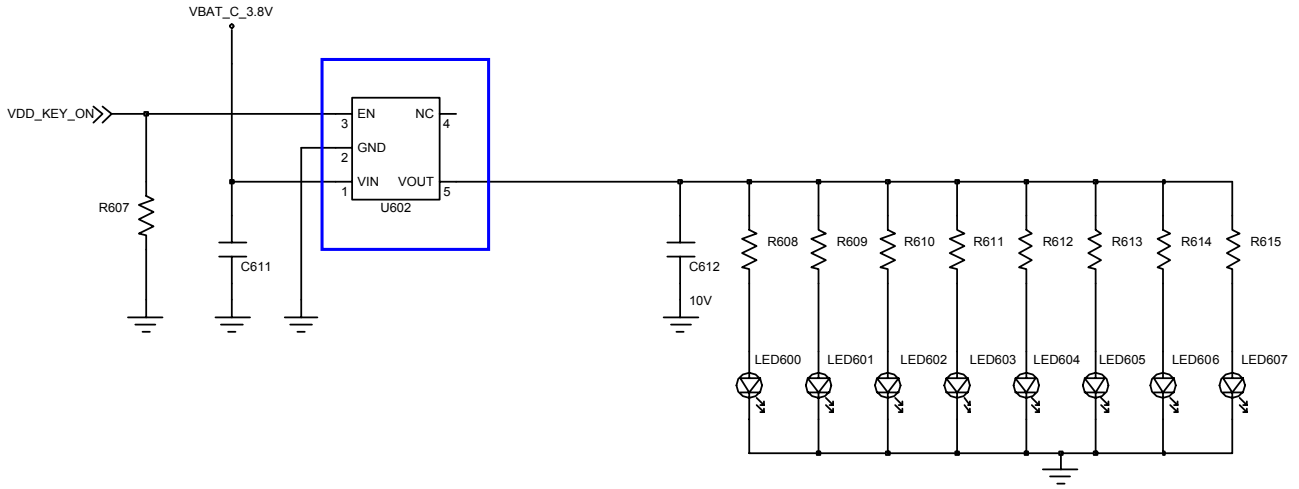 VBAT_C_3.8V
VDD_KEY_ON
EN
NC
3
4
GND
2
VIN
VOUT
1
5
U602
R607
C611
C612
10V
R608
R609
R610
R611
R612
R613
R614
R615
LED600
LED601
LED602
LED603
LED604
LED605
LED606
LED607